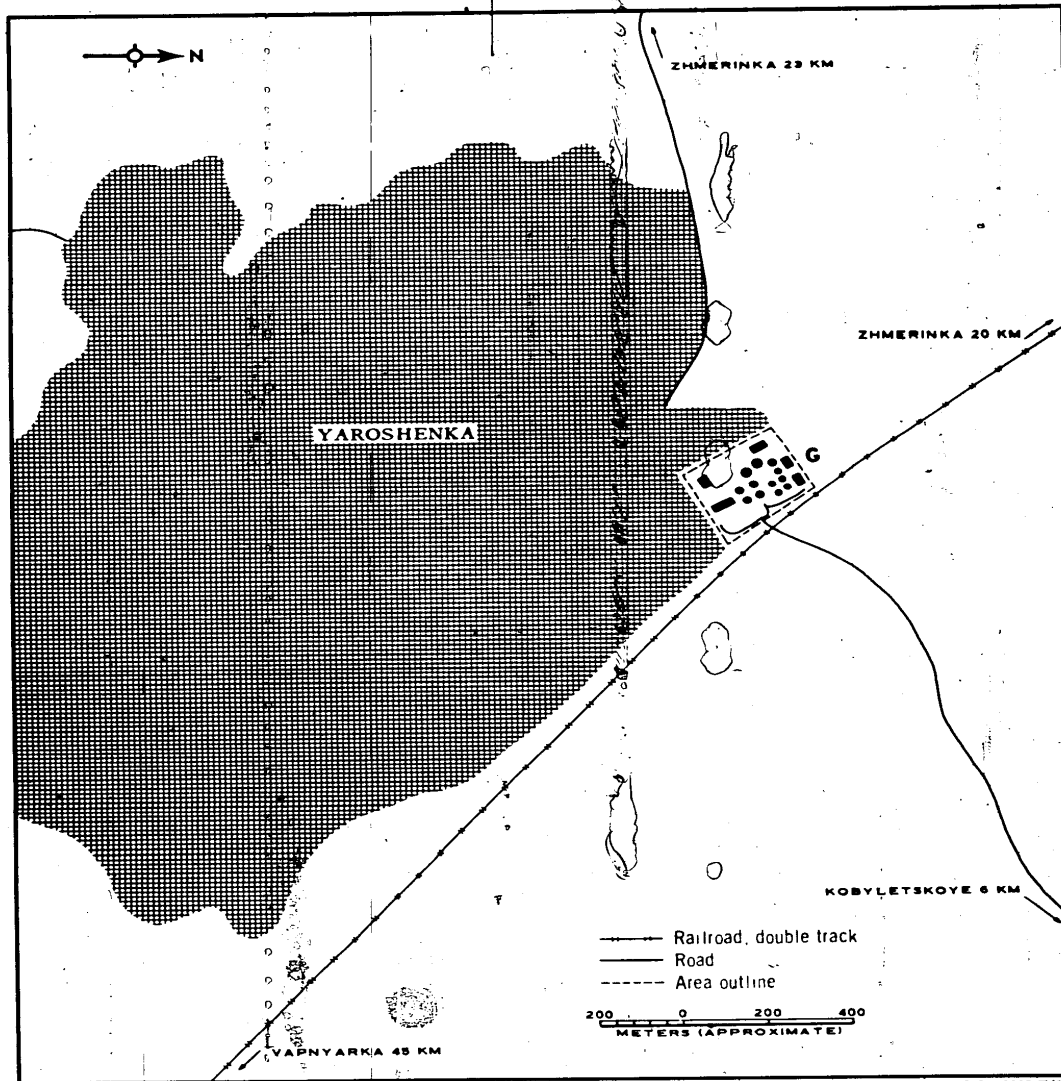 N
ZHMERINKA 23 KM
ZHMERINKA 20 KM
YAROSHENKA
G
KOBYLETSKOYE 6 KM
Railroad, double track
Road
Area outline
200 0 200 400
METERS (APPROXIMATE)
VAPNYARKA 45 KM